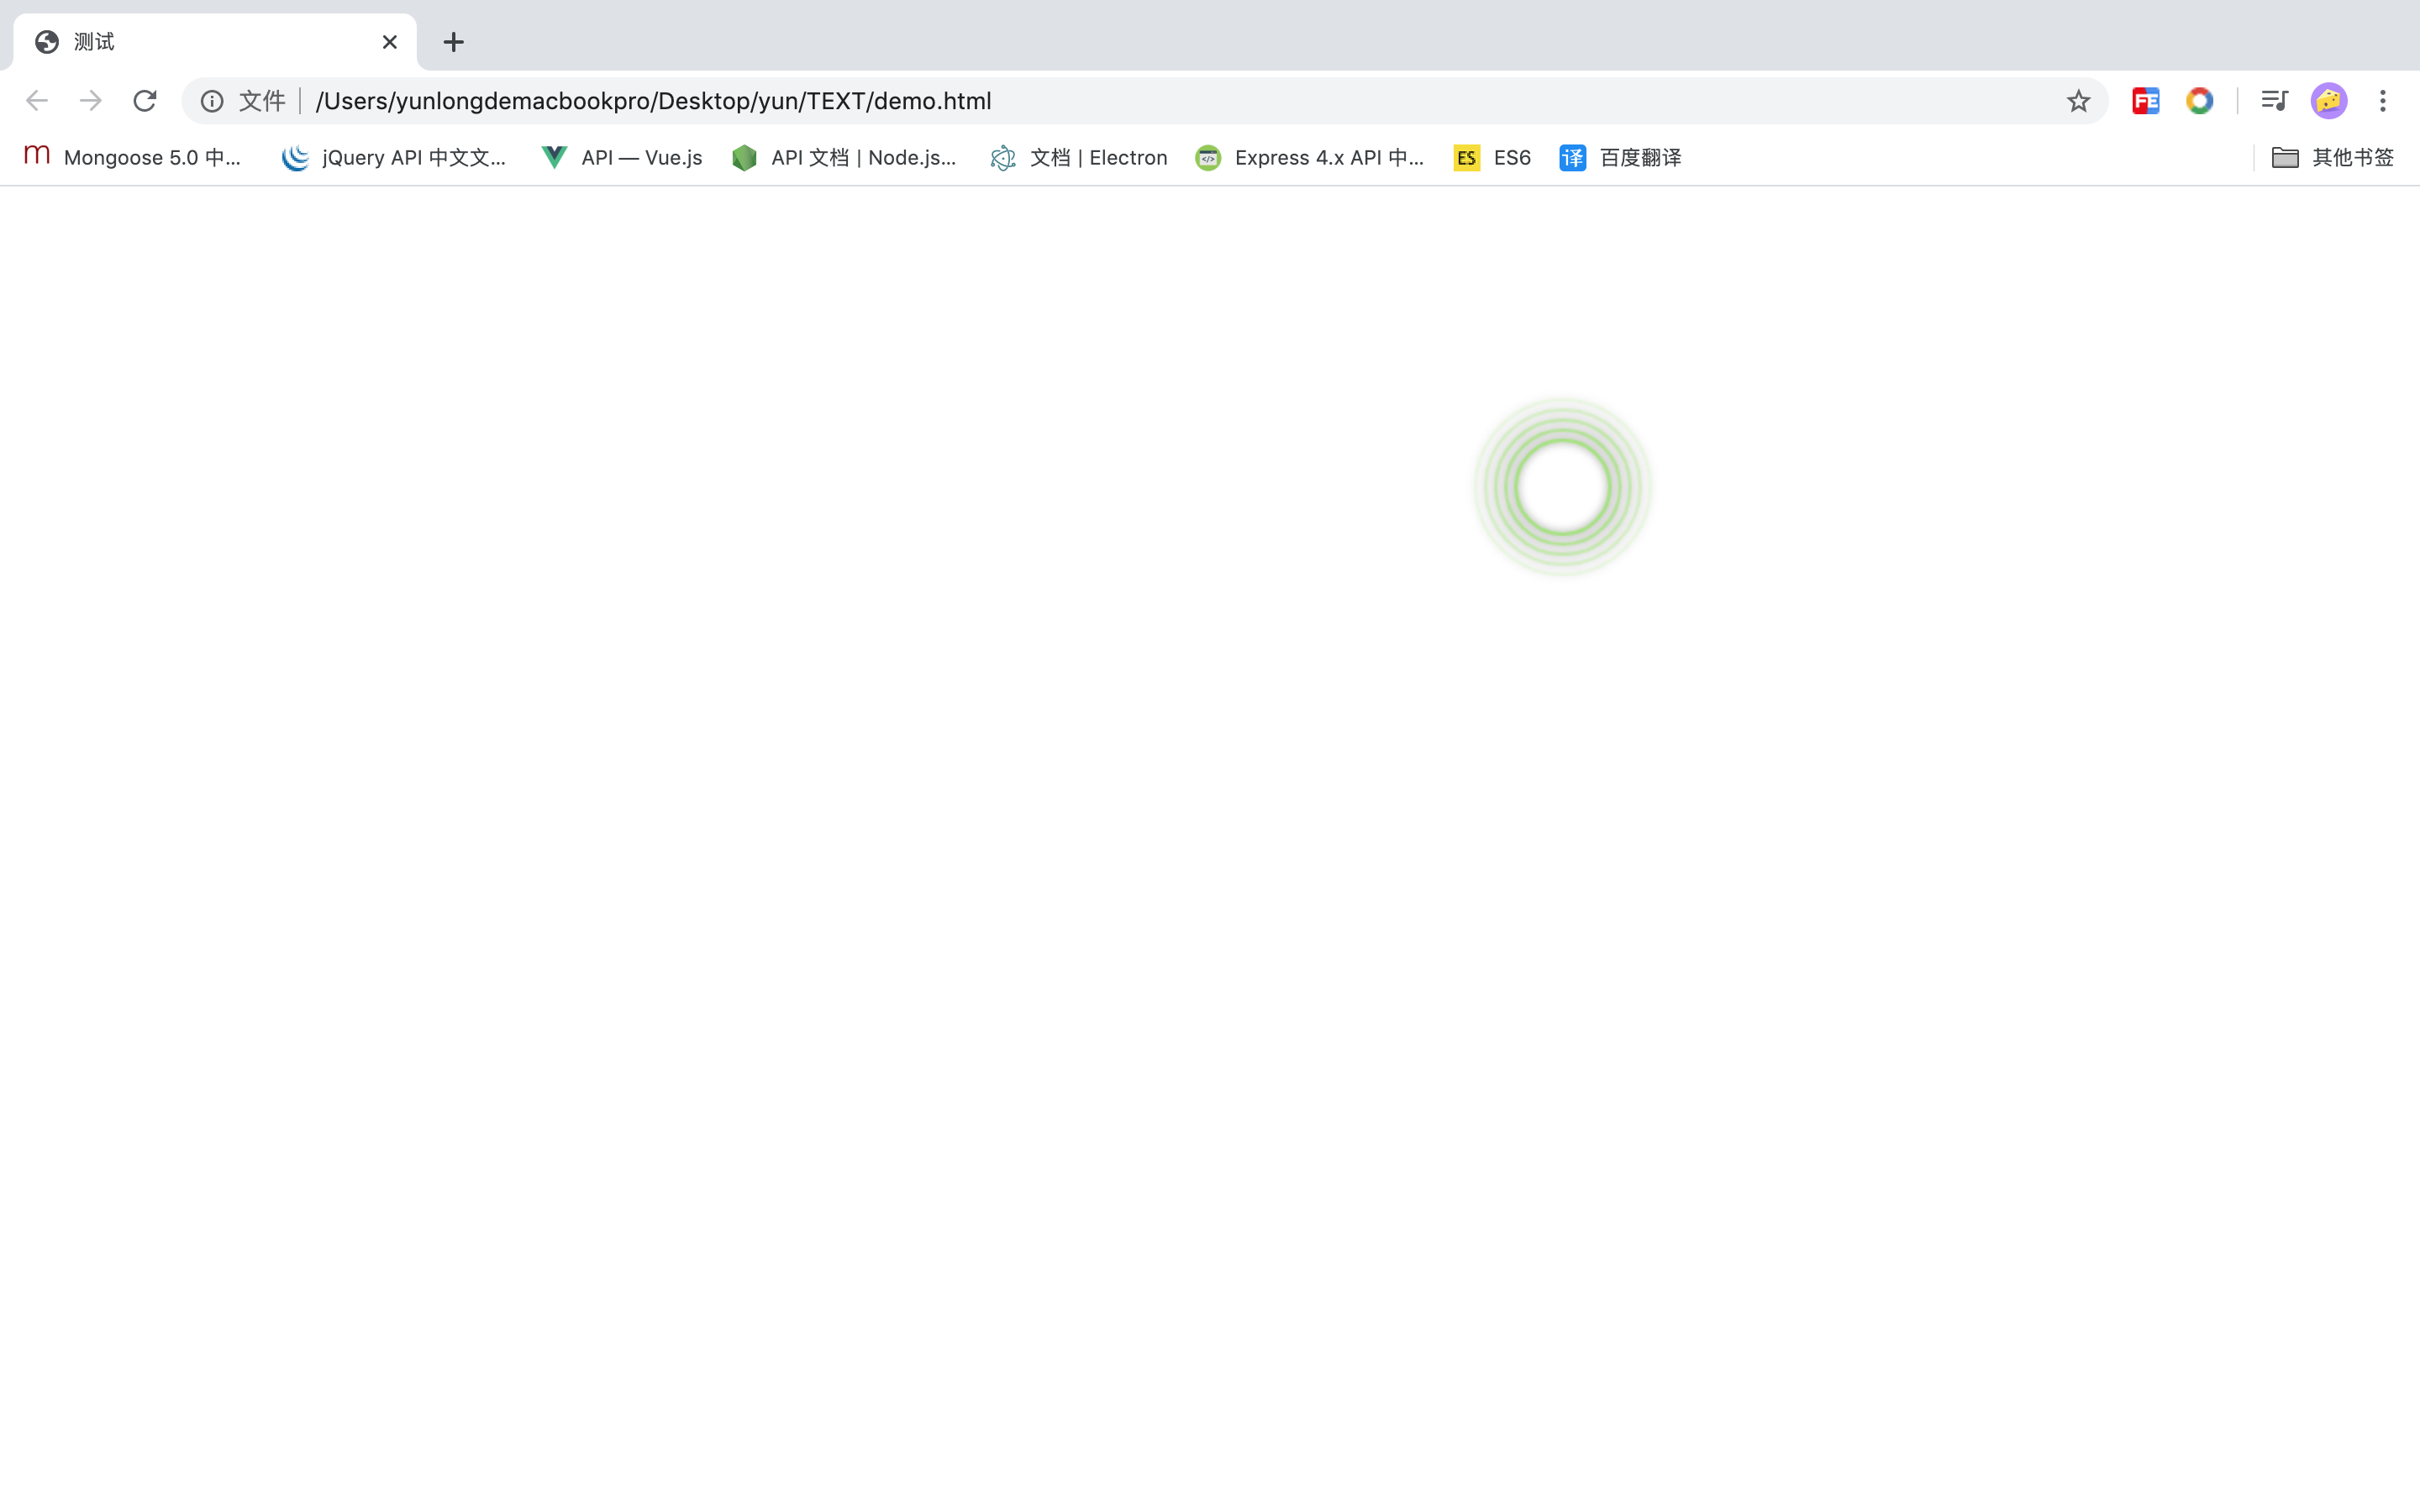 测试
文件 /Users/yunlongdemacbookpro/Desktop/yun/TEXT/demo.html FE
m Mongoose 5.0 中... jQuery API 中文文... API — Vue.js API 文档 | Node.js... 文档 | Electron Express 4.x API 中... ES ES6 译 百度翻译 其他书签